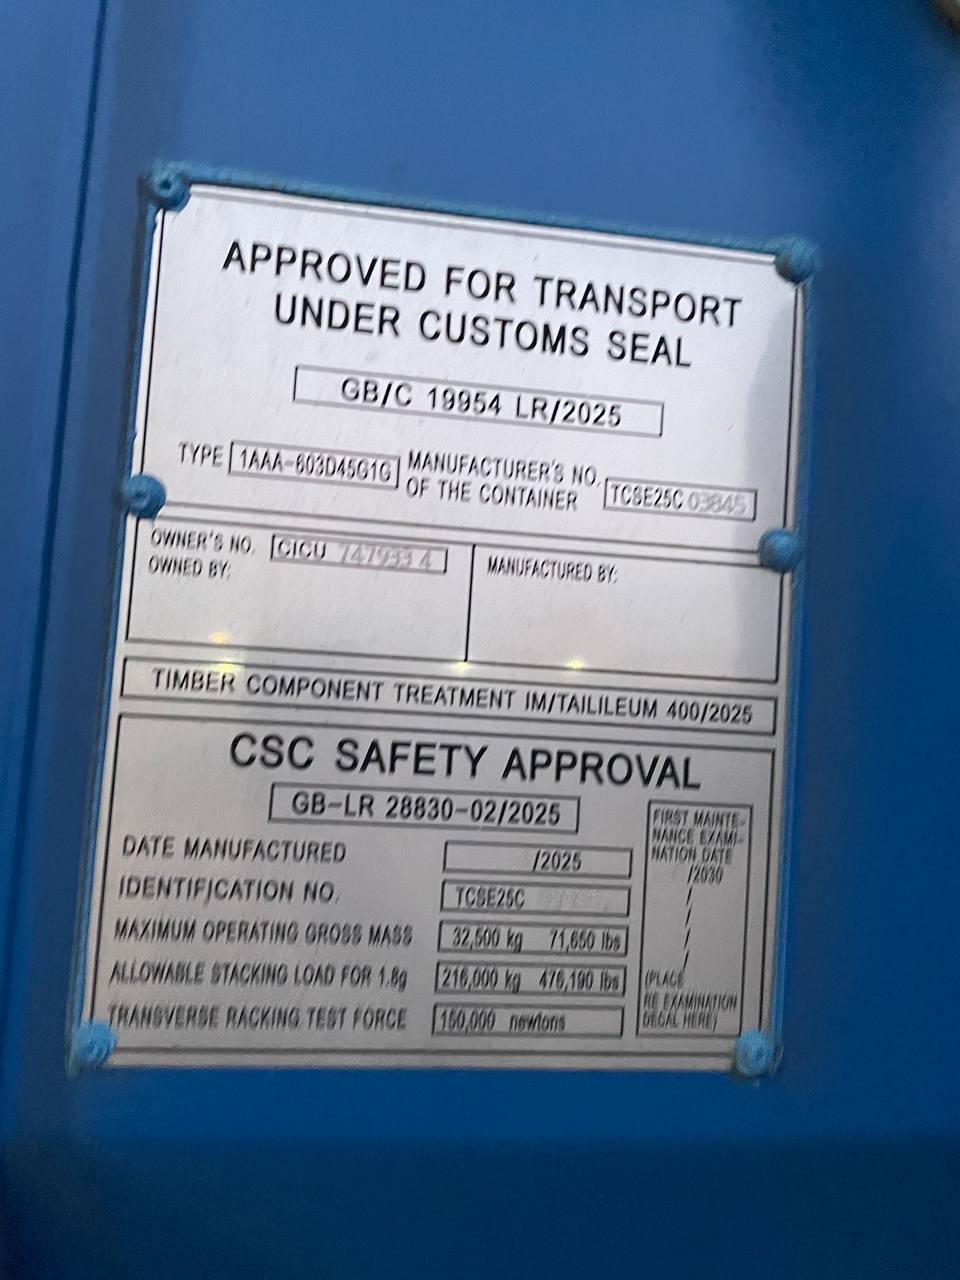 APPROVED FOR TRANSPORT
UNDER CUSTOMS SEAL
GB/C 19954 LR/2025
TYPE 1AAA-603D45G1G MANUFACTURER'S NO.
OF THE CONTAINER TCSE25C 03845
OWNER'S NO. CICU
OWNED BY:
MANUFACTURED BY:
TIMBER COMPONENT TREATMENT IM/TAILILEUM 400/2025
CSC SAFETY APPROVAL
GB-LR 28830-02/2025
DATE MANUFACTURED /2025
IDENTIFICATION NO. TCSE25C
MAXIMUM OPERATING GROSS MASS 32,500 kg 71,650 lbs
ALLOWABLE STACKING LOAD FOR 1.8g 216,000 kg 476,190 lbs
TRANSVERSE RACKING TEST FORCE 150,000 newtons
FIRST MAINTE-
NANCE EXAMI-
NATION DATE
/2030
/
/
/
/
(PLACE
RE EXAMINATION
DECAL HERE)